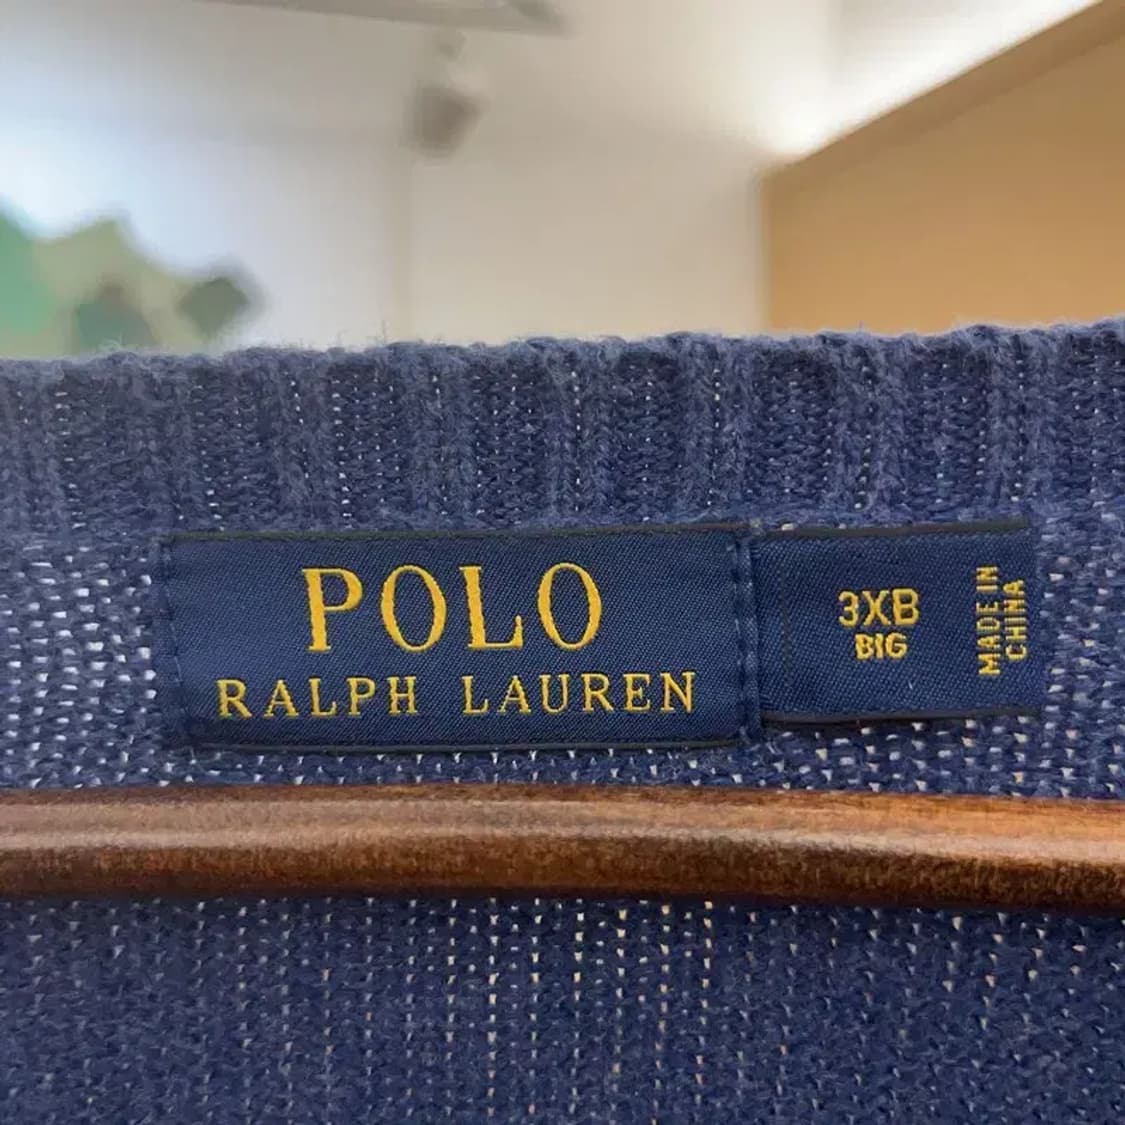 POLO
RALPH LAUREN
3XB
BIG
MADE IN
CHINA